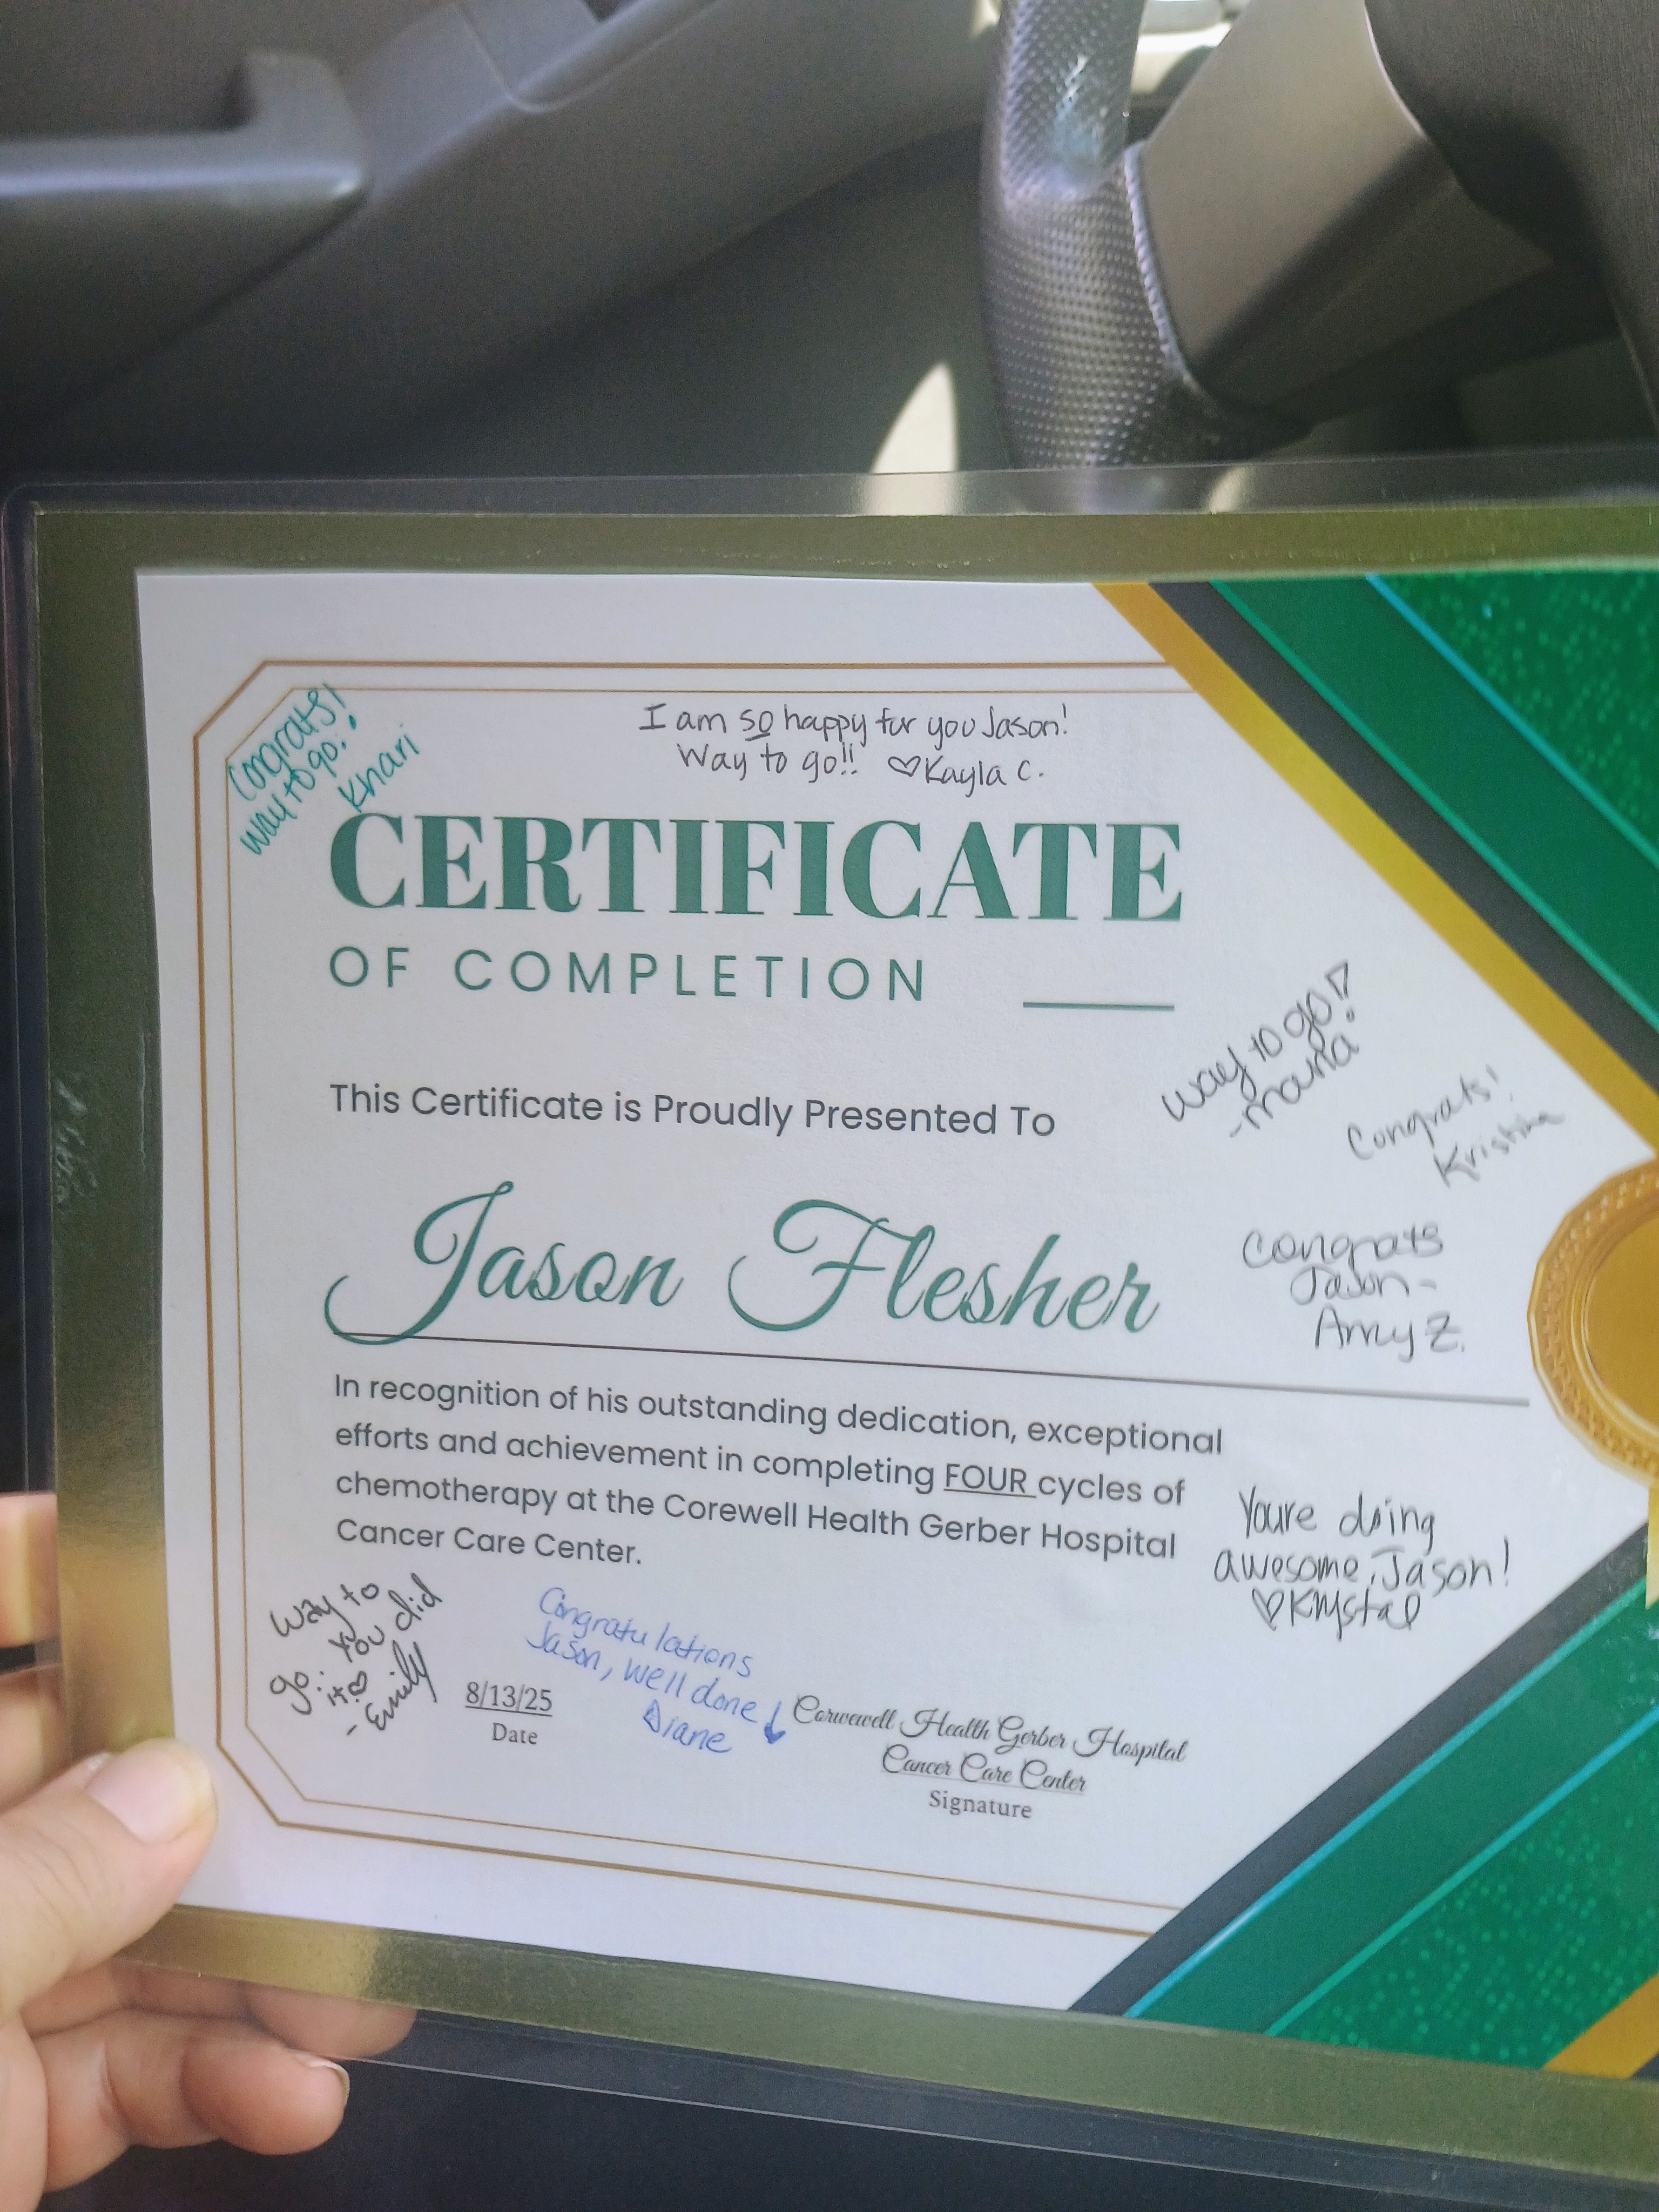 I am so happy for you Jason!
Way to go!! ♡Kayla C.
Congrats!
way to go!
Khari
CERTIFICATE
OF COMPLETION
This Certificate is Proudly Presented To
way to go!!
-maria
Congrats!
Kristina
Jason Flesher
Congrats
Jason-
Amy Z.
In recognition of his outstanding dedication, exceptional
efforts and achievement in completing FOUR cycles of
chemotherapy at the Corewell Health Gerber Hospital
Cancer Care Center.
You're doing
awesome, Jason!
♡Krystal
Way to
go! You did
it♡
-Emily
Congratulations
Jason, well done!
Diane
8/13/25
Date
Corwewell Health Gerber Hospital
Cancer Care Center
Signature